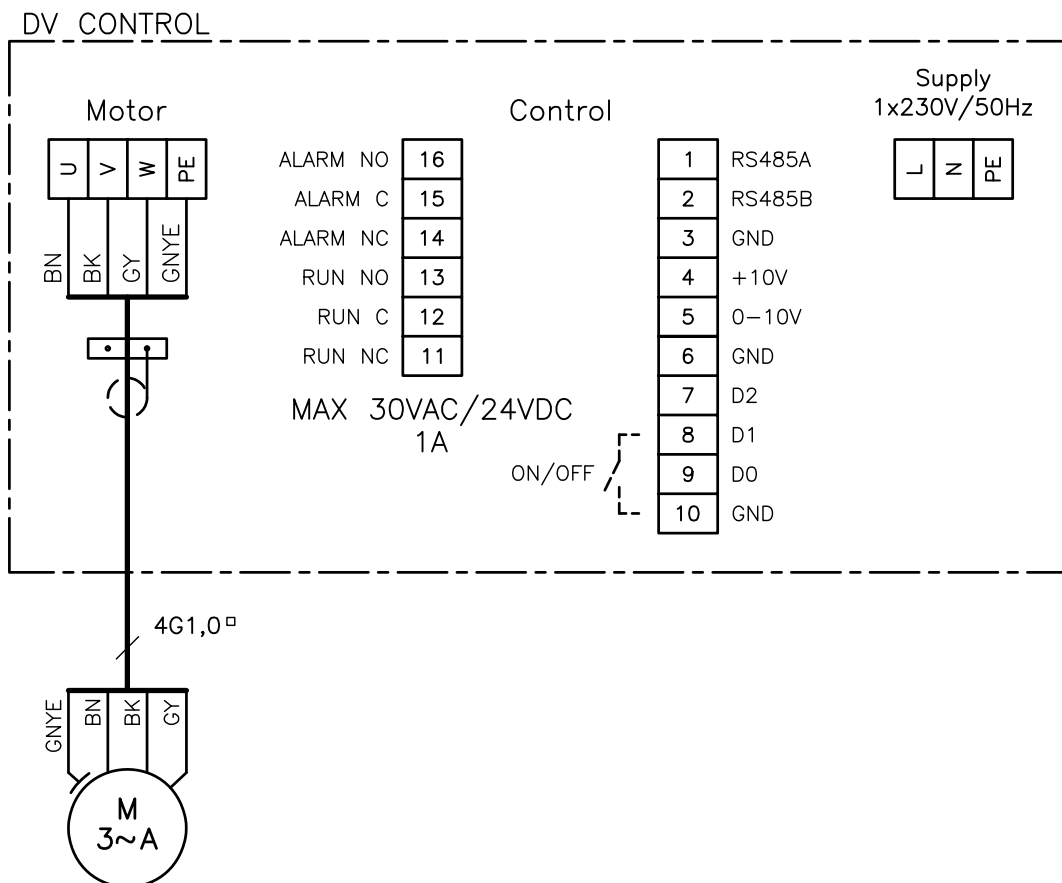 DV CONTROL
Supply
1x230V/50Hz
Motor
Control
U V W PE
L N PE
ALARM NO 16
ALARM C 15
ALARM NC 14
RUN NO 13
RUN C 12
RUN NC 11
MAX 30VAC/24VDC
1A
1 RS485A
2 RS485B
3 GND
4 +10V
5 0-10V
6 GND
7 D2
8 D1
9 D0
10 GND
ON/OFF
BN BK GY GNYE
4G1,0□
GNYE BN BK GY
M
3~A